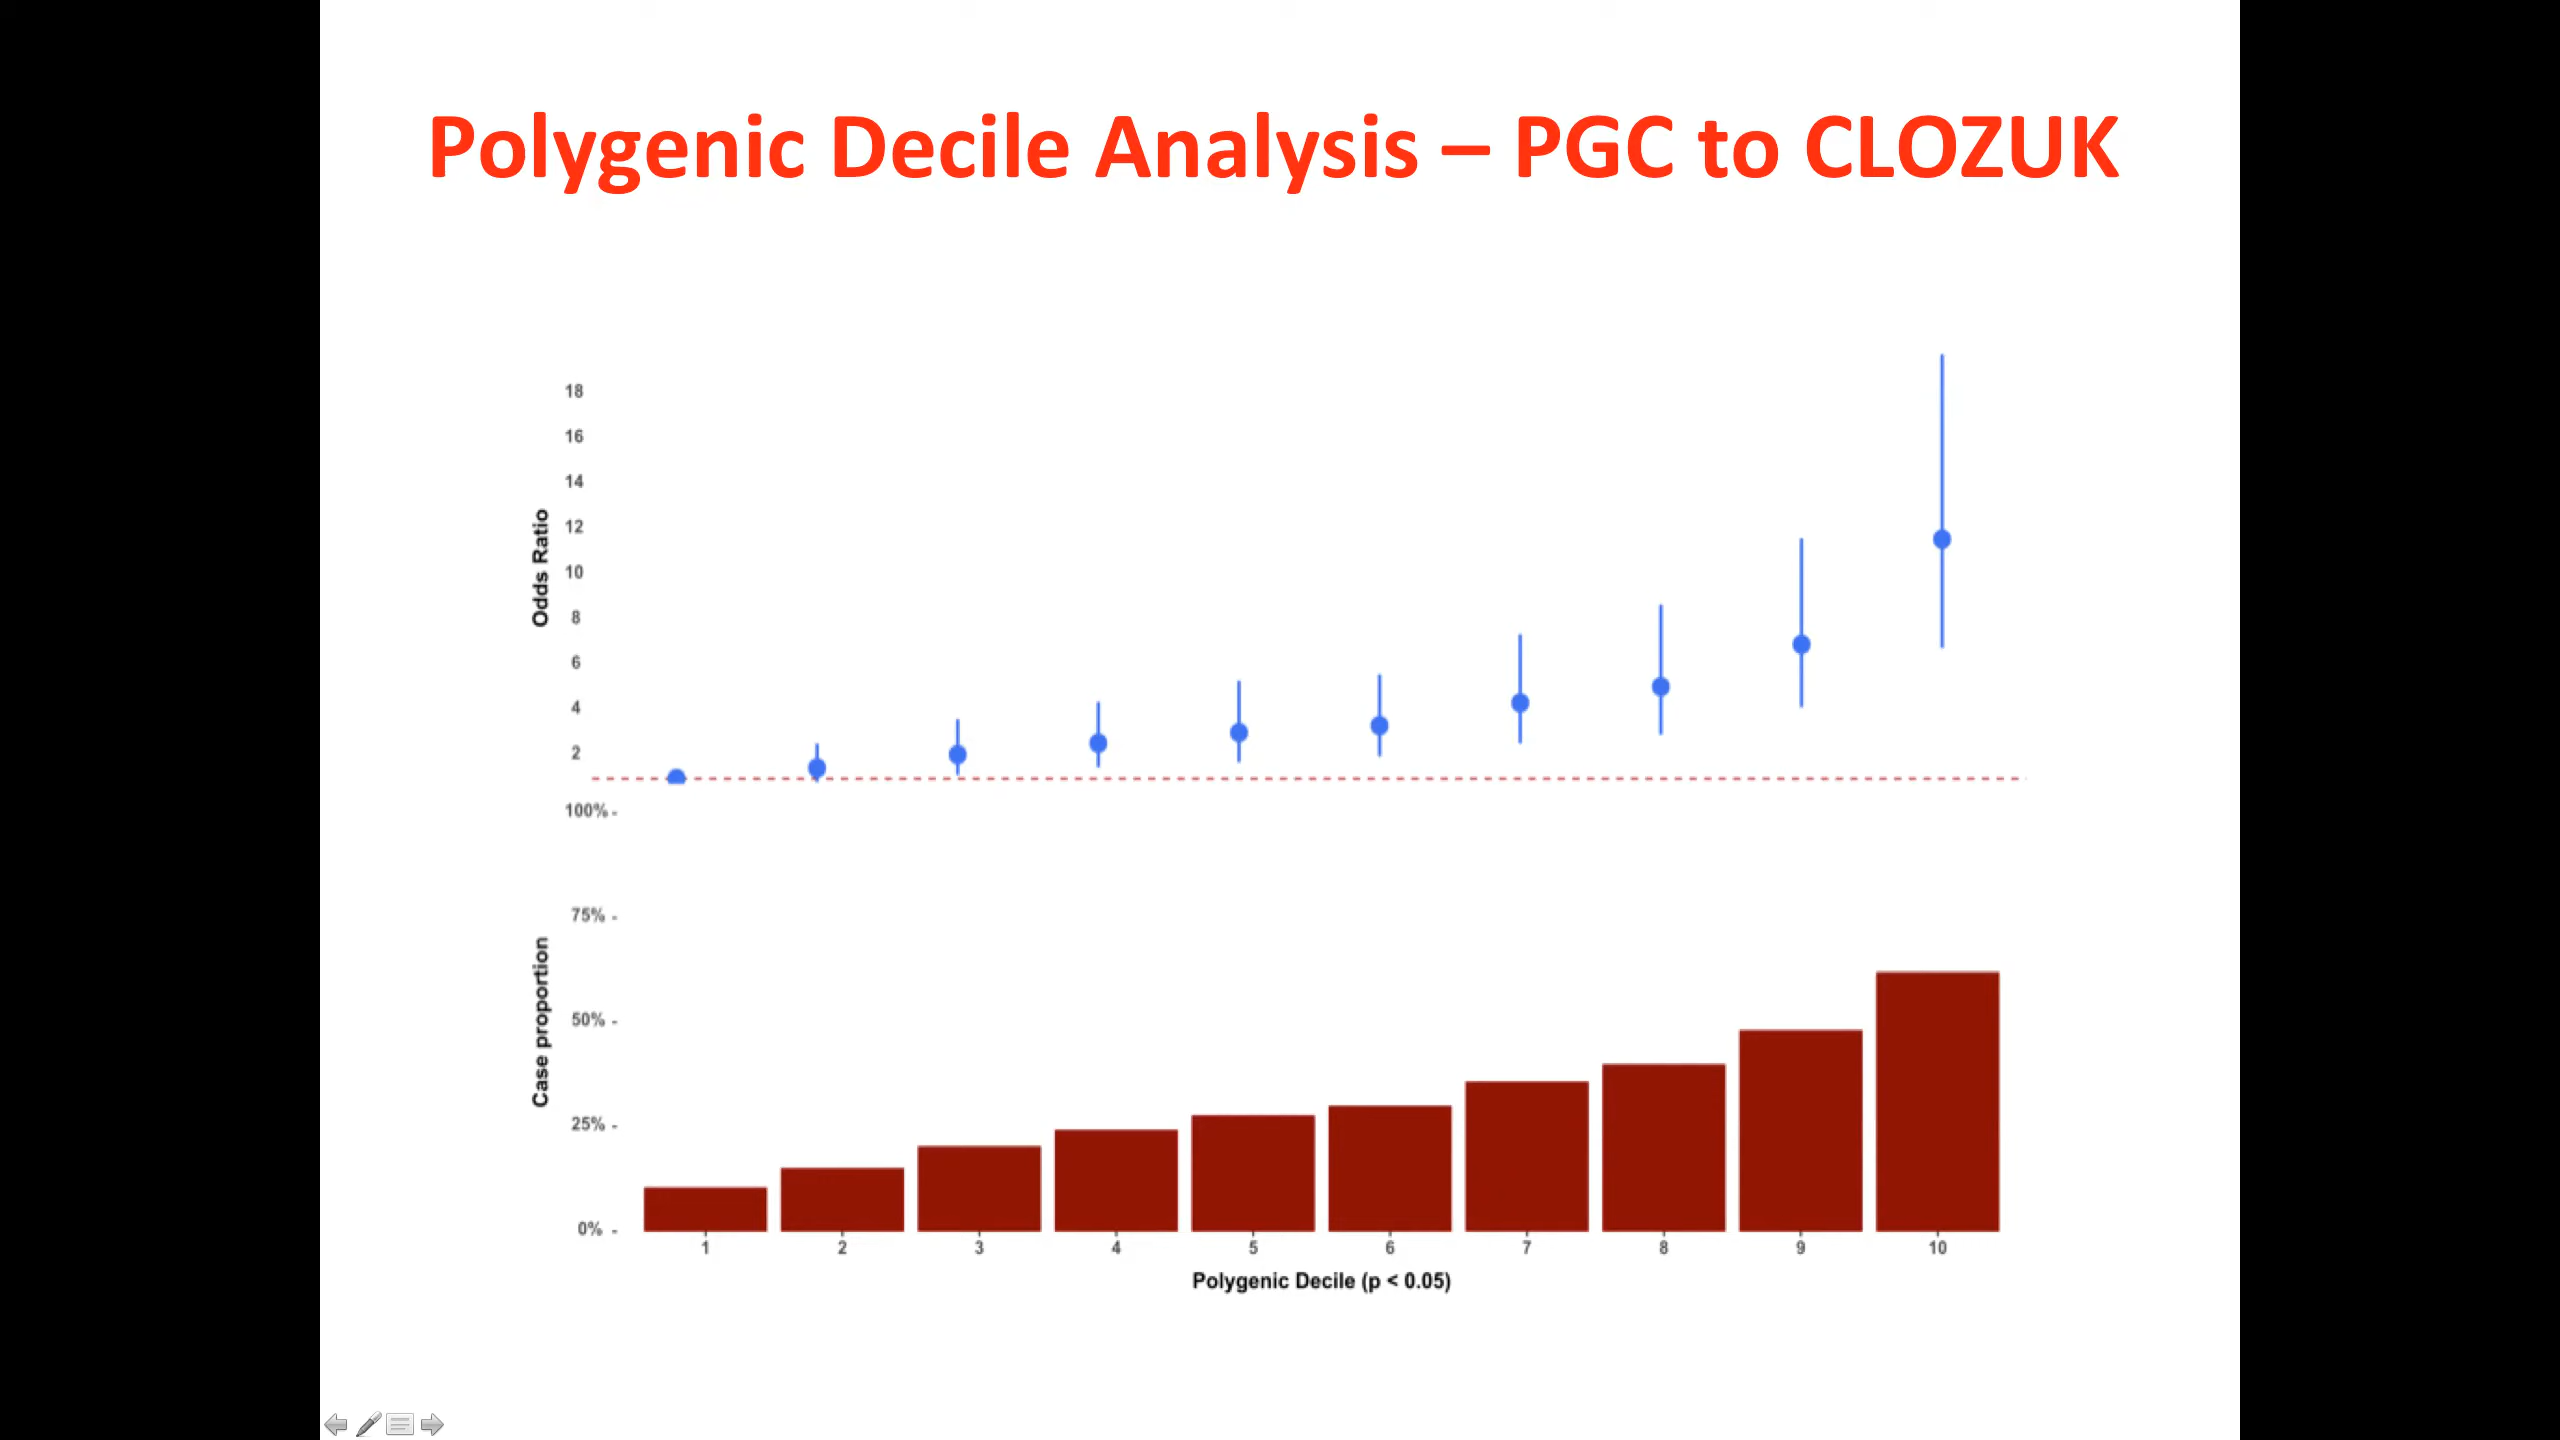 Polygenic Decile Analysis – PGC to CLOZUK
18
16
14
12
10
8
6
4
2
Odds Ratio
100%
75%
50%
25%
0%
Case proportion
1 2 3 4 5 6 7 8 9 10
Polygenic Decile (p < 0.05)